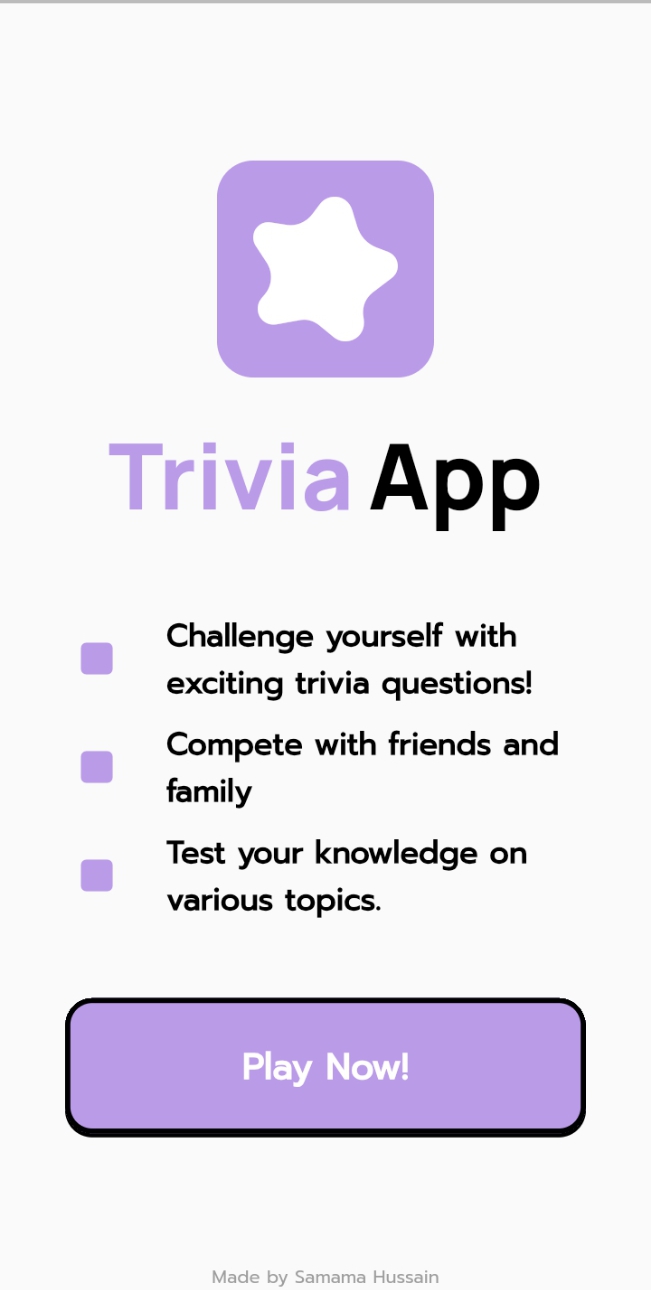 Trivia App
Challenge yourself with
exciting trivia questions!
Compete with friends and
family
Test your knowledge on
various topics.
Play Now!
Made by Samama Hussain